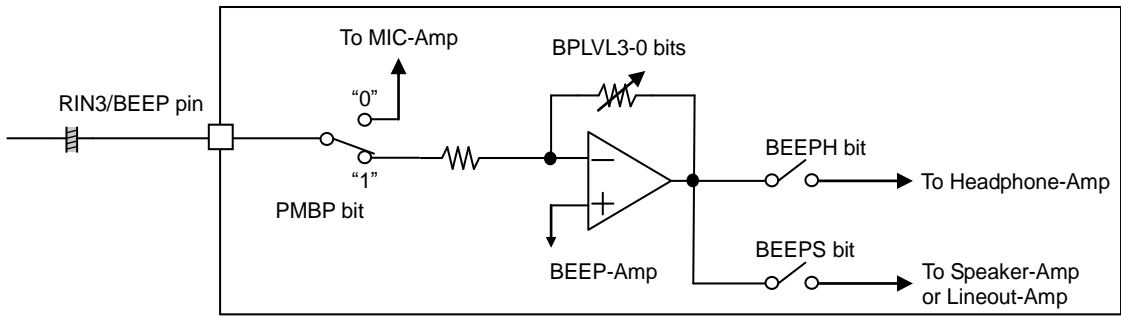 To MIC-Amp
BPLVL3-0 bits
RIN3/BEEP pin
“0”
“1”
PMBP bit
−
+
BEEP-Amp
BEEPH bit
To Headphone-Amp
BEEPS bit
To Speaker-Amp
or Lineout-Amp